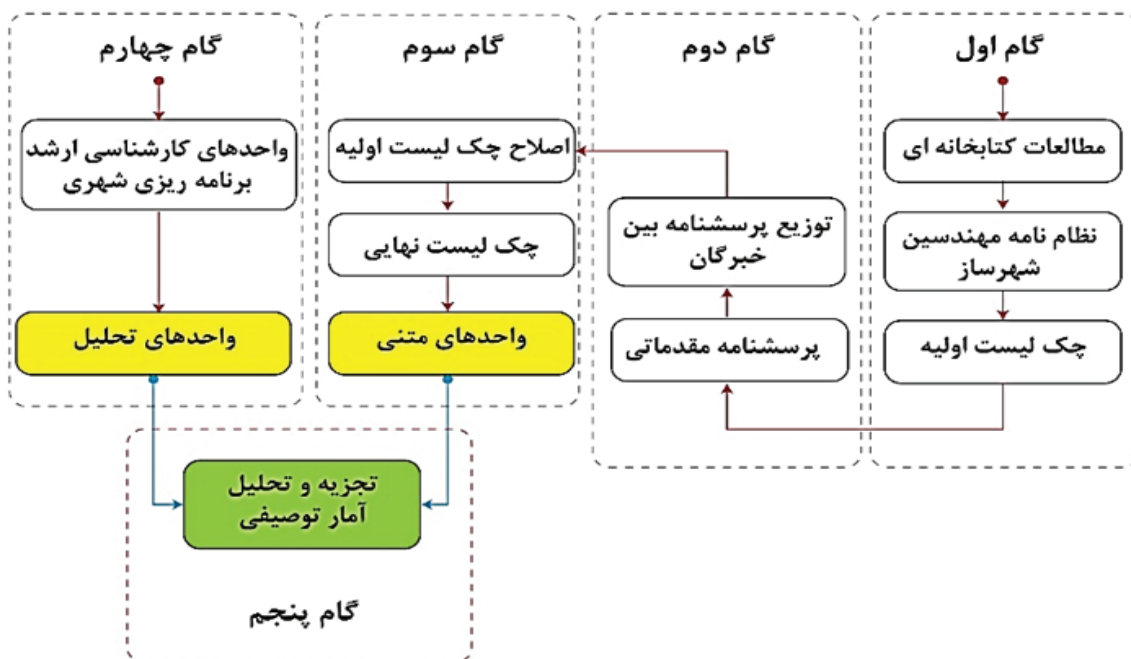 گام اول
مطالعات کتابخانه ای
نظام نامه مهندسین
شهرساز
چک لیست اولیه
گام دوم
توزیع پرسشنامه بین
خبرگان
پرسشنامه مقدماتی
گام سوم
اصلاح چک لیست اولیه
چک لیست نهایی
واحدهای متنی
گام چهارم
واحدهای کارشناسی ارشد
برنامه ریزی شهری
واحدهای تحلیل
تجزیه و تحلیل
آمار توصیفی
گام پنجم